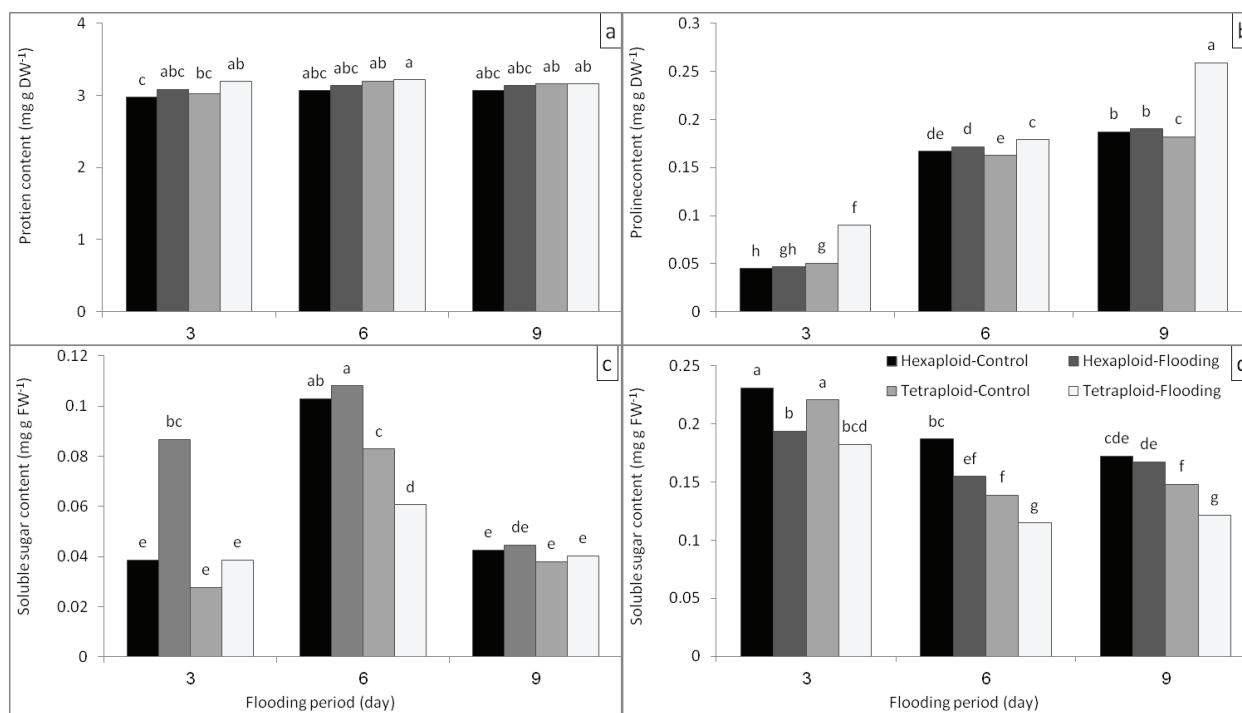 a
Protien content (mg g DW-1)
4
3
2
1
0
c abc bc ab
abc abc ab a
abc abc ab ab
3 6 9
b
Prolinecontent (mg g DW-1)
0.3
0.25
0.2
0.15
0.1
0.05
0
h gh g f
de d e c
b b c a
3 6 9
c
Soluble sugar content (mg g FW-1)
0.12
0.1
0.08
0.06
0.04
0.02
0
e bc e e
ab a c d
e de e e
3 6 9
Flooding period (day)
d
Soluble sugar content (mg g FW-1)
0.25
0.2
0.15
0.1
0.05
0
Hexaploid-Control Hexaploid-Flooding
Tetraploid-Control Tetraploid-Flooding
a b a bcd
bc ef f g
cde de f g
3 6 9
Flooding period (day)